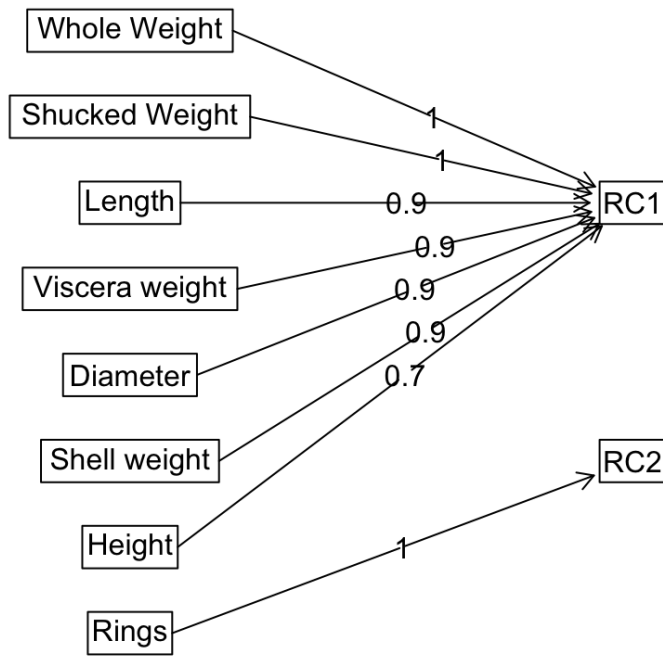 Whole Weight
Shucked Weight
Length
Viscera weight
Diameter
Shell weight
Height
Rings
1
1
0.9
0.9
0.9
0.9
0.7
1
RC1
RC2